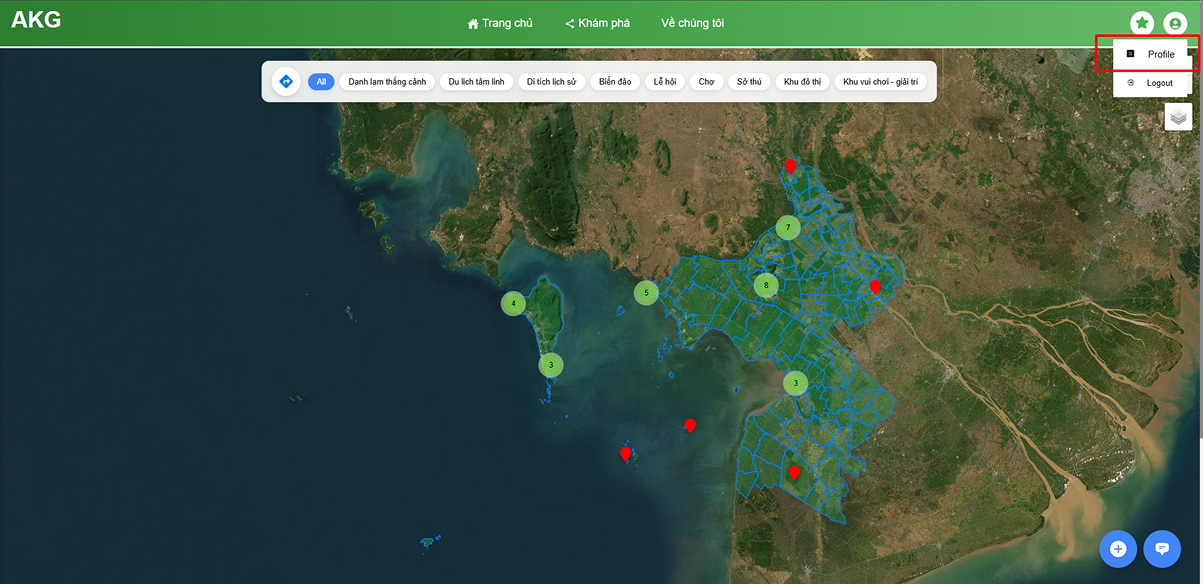 AKG
Trang chủ
Khám phá
Về chúng tôi
Profile
Logout
All
Danh lam thắng cảnh
Du lịch tâm linh
Di tích lịch sử
Biển đảo
Lễ hội
Chợ
Sở thú
Khu đô thị
Khu vui chơi - giải trí
7
8
5
4
3
3